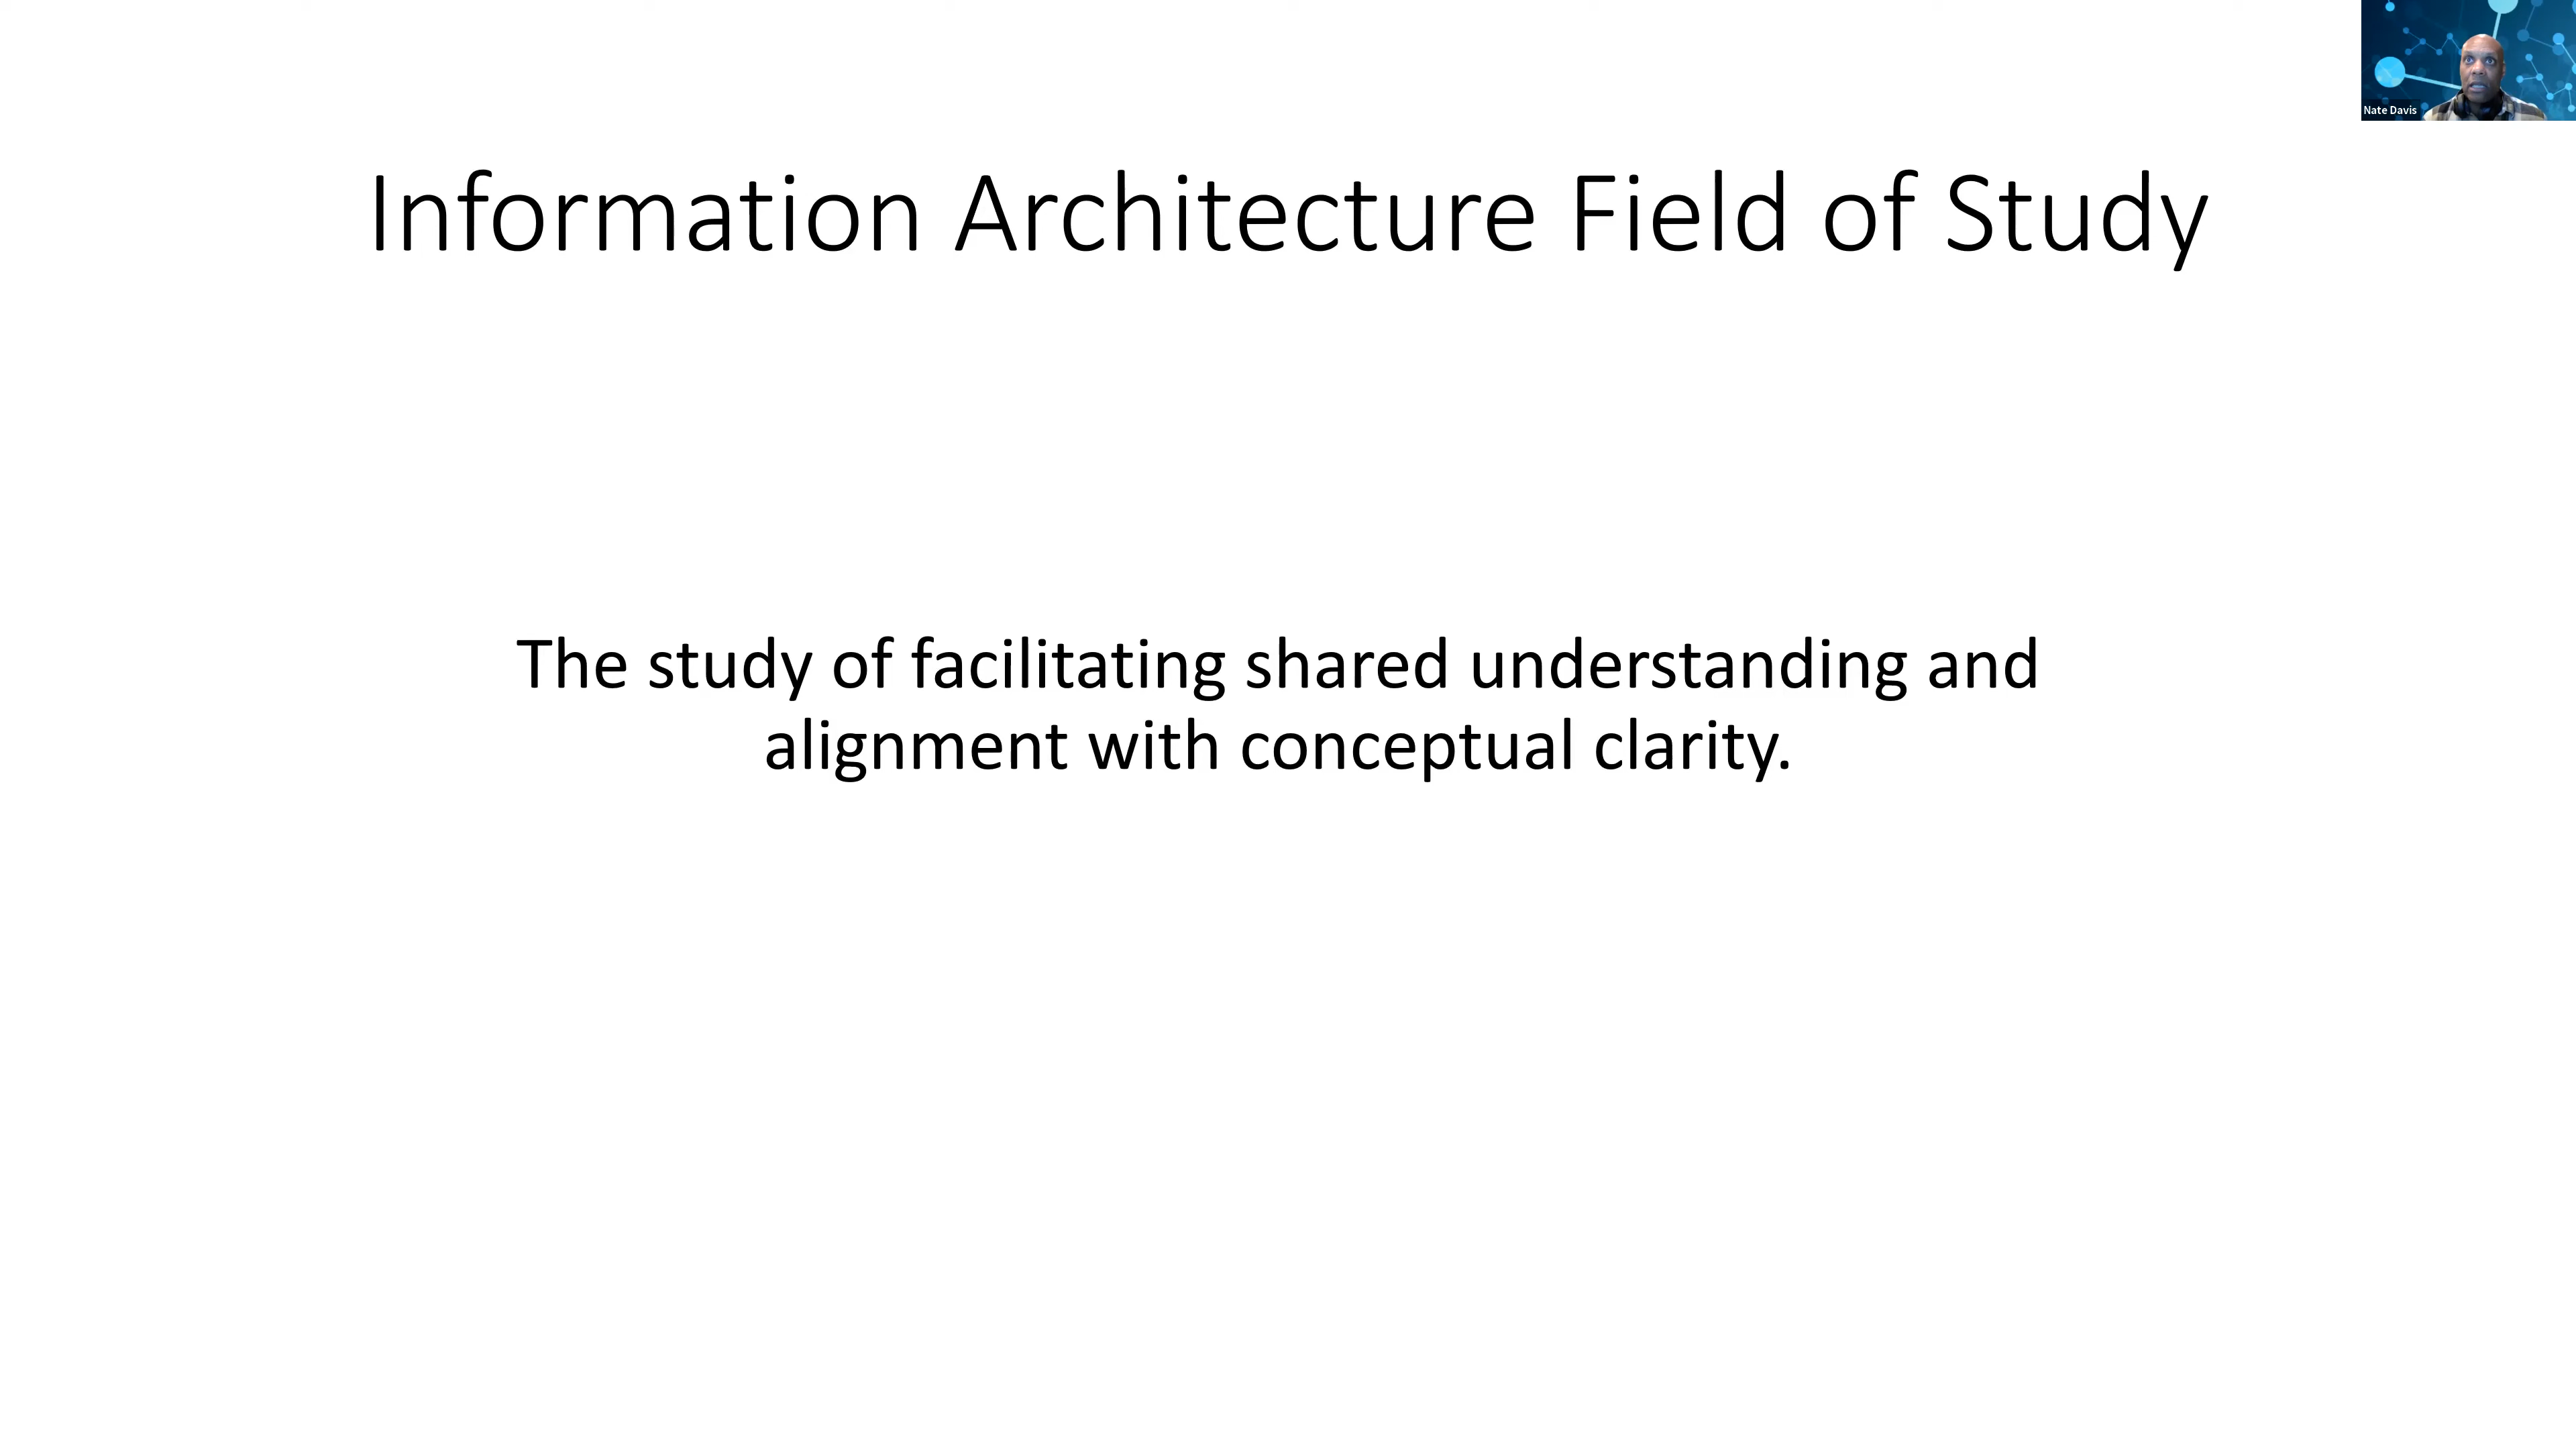 Nate Davis
Information Architecture Field of Study
The study of facilitating shared understanding and
alignment with conceptual clarity.